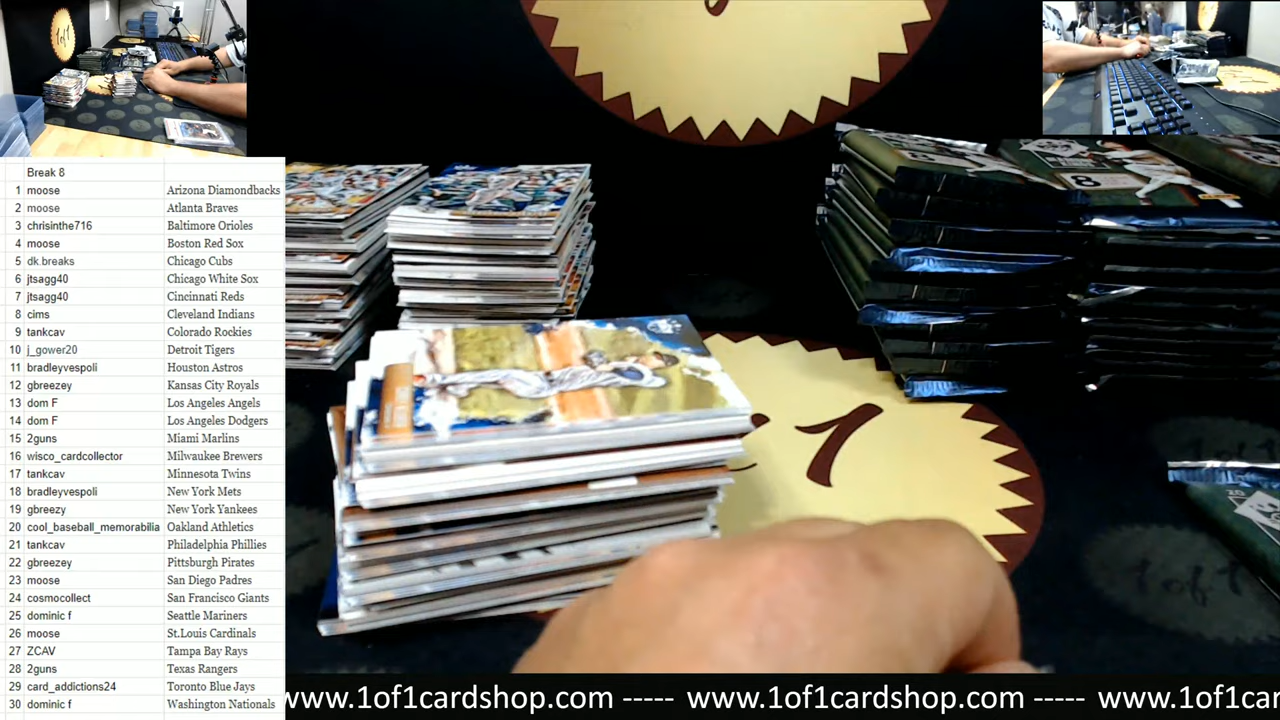 Break 8
1 moose Arizona Diamondbacks
2 moose Atlanta Braves
3 chrisinthe716 Baltimore Orioles
4 moose Boston Red Sox
5 dk.breaks Chicago Cubs
6 jtsagg40 Chicago White Sox
7 jtsagg40 Cincinnati Reds
8 cims Cleveland Indians
9 tankcav Colorado Rockies
10 j_gower20 Detroit Tigers
11 bradleyvespoli Houston Astros
12 gbreezey Kansas City Royals
13 dom F Los Angeles Angels
14 dom F Los Angeles Dodgers
15 2guns Miami Marlins
16 wisco_cardcollector Milwaukee Brewers
17 tankcav Minnesota Twins
18 bradleyvespoli New York Mets
19 gbreezy New York Yankees
20 cool_baseball_memorabilia Oakland Athletics
21 tankcav Philadelphia Phillies
22 gbreezey Pittsburgh Pirates
23 moose San Diego Padres
24 cosmocollect San Francisco Giants
25 dominic f Seattle Mariners
26 moose St.Louis Cardinals
27 ZCAV Tampa Bay Rays
28 2guns Texas Rangers
29 card_addictions24 Toronto Blue Jays
30 dominic f Washington Nationals
8
1
20
1 of 1
www.1of1cardshop.com ----- www.1of1cardshop.com ----- www.1of1car